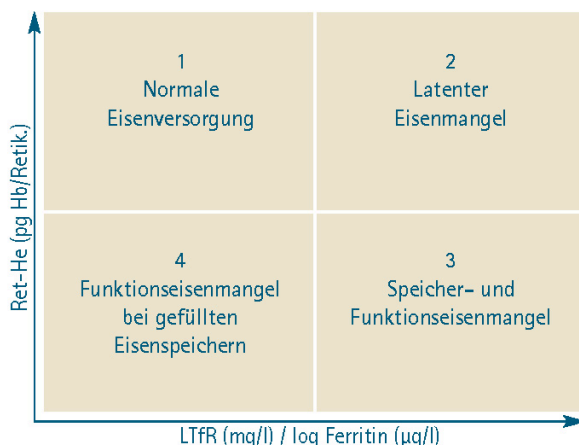 Ret-He (pg Hb/Retik.)
1
Normale
Eisenversorgung
2
Latenter
Eisenmangel
4
Funktionseisenmangel
bei gefüllten
Eisenspeichern
3
Speicher- und
Funktionseisenmangel
LTfR (mg/l) / log Ferritin (µg/l)